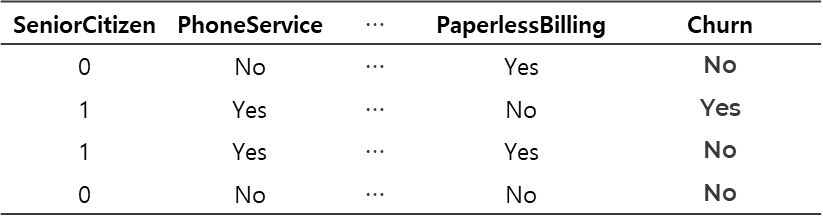 SeniorCitizen PhoneService ⋯ PaperlessBilling Churn
0 No ⋯ Yes No
1 Yes ⋯ No Yes
1 Yes ⋯ Yes No
0 No ⋯ No No